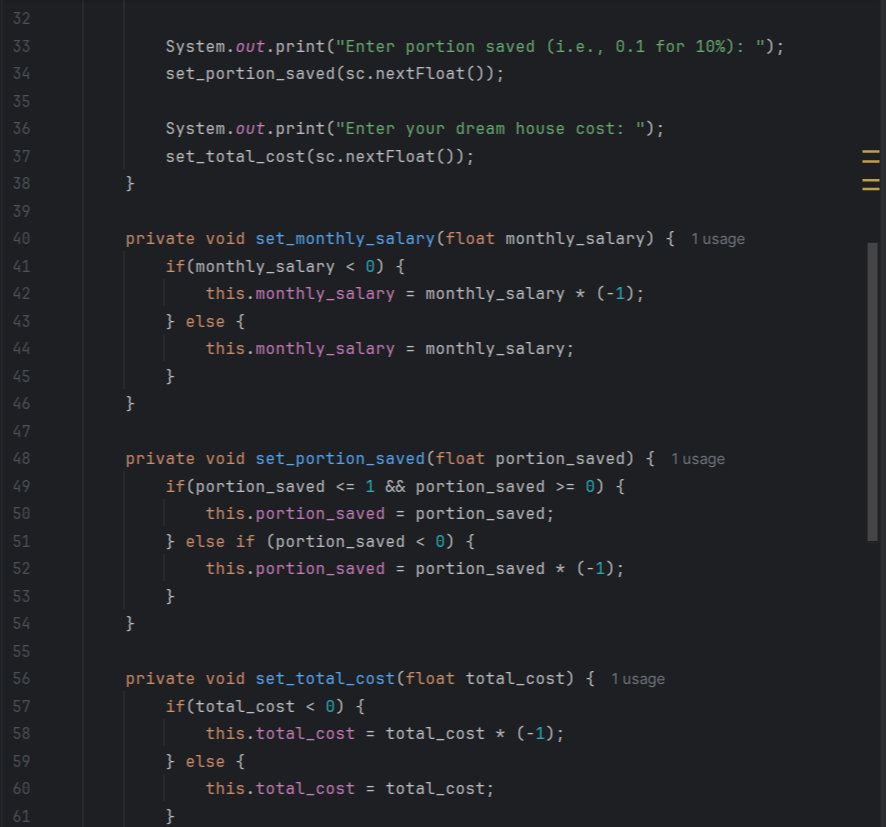 32
33 System.out.print("Enter portion saved (i.e., 0.1 for 10%): ");
34 set_portion_saved(sc.nextFloat());
35
36 System.out.print("Enter your dream house cost: ");
37 set_total_cost(sc.nextFloat());
38 }
39
40 private void set_monthly_salary(float monthly_salary) { 1 usage
41 if(monthly_salary < 0) {
42 this.monthly_salary = monthly_salary * (-1);
43 } else {
44 this.monthly_salary = monthly_salary;
45 }
46 }
47
48 private void set_portion_saved(float portion_saved) { 1 usage
49 if(portion_saved <= 1 && portion_saved >= 0) {
50 this.portion_saved = portion_saved;
51 } else if (portion_saved < 0) {
52 this.portion_saved = portion_saved * (-1);
53 }
54 }
55
56 private void set_total_cost(float total_cost) { 1 usage
57 if(total_cost < 0) {
58 this.total_cost = total_cost * (-1);
59 } else {
60 this.total_cost = total_cost;
61 }